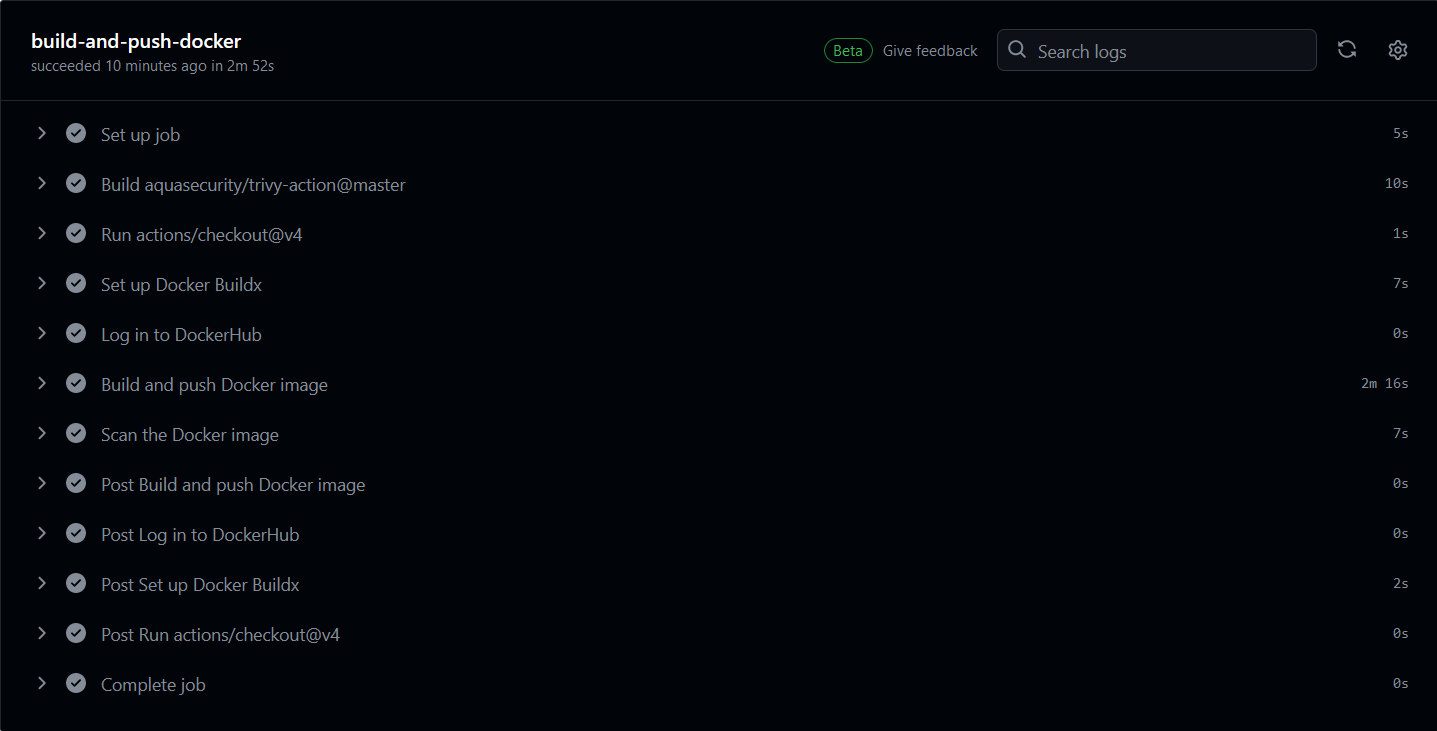 build-and-push-docker
succeeded 10 minutes ago in 2m 52s
Beta Give feedback Search logs
Set up job 5s
Build aquasecurity/trivy-action@master 10s
Run actions/checkout@v4 1s
Set up Docker Buildx 7s
Log in to DockerHub 0s
Build and push Docker image 2m 16s
Scan the Docker image 7s
Post Build and push Docker image 0s
Post Log in to DockerHub 0s
Post Set up Docker Buildx 2s
Post Run actions/checkout@v4 0s
Complete job 0s